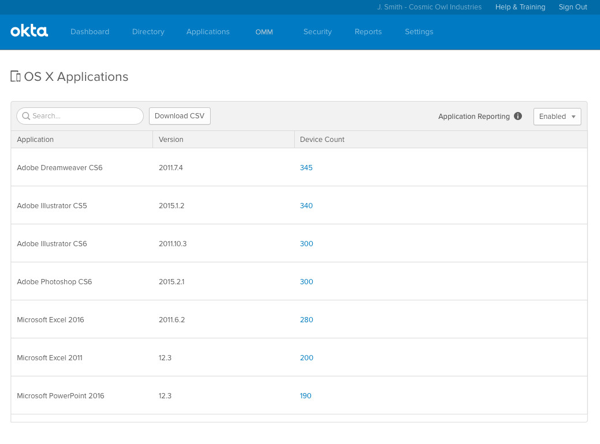 J. Smith - Cosmic Owl Industries Help & Training Sign Out
okta Dashboard Directory Applications OMM Security Reports Settings
OS X Applications
Search... Download CSV Application Reporting Enabled
Application Version Device Count
Adobe Dreamweaver CS6 2011.7.4 345
Adobe Illustrator CS5 2015.1.2 340
Adobe illustrator CS6 2011.10.3 300
Adobe Photoshop CS6 2015.2.1 300
Microsoft Excel 2016 2011.6.2 280
Microsoft Excel 2011 12.3 200
Microsoft PowerPoint 2016 12.3 190